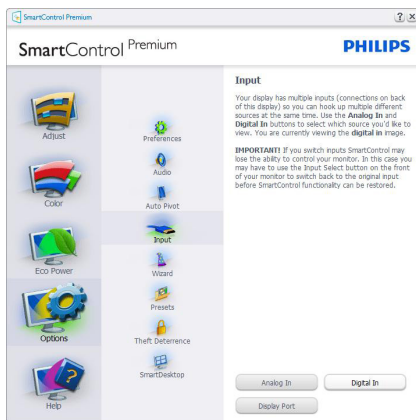 SmartControl Premium
SmartControl Premium
PHILIPS
Adjust
Color
Eco Power
Options
Help
Preferences
Audio
Auto Pivot
Input
Wizard
Presets
Theft Deterrence
SmartDesktop
Input
Your display has multiple inputs (connections on back
of this display) so you can hook up multiple different
sources at the same time. Use the Analog In and
Digital In buttons to select which source you'd like to
view. You are currently viewing the digital in image.
IMPORTANT! If you switch inputs SmartControl may
lose the ability to control your monitor. In this case you
may have to use the Input Select button on the front
of your monitor to switch back to the original input
before SmartControl functionality can be restored.
Analog In
Digital In
Display Port